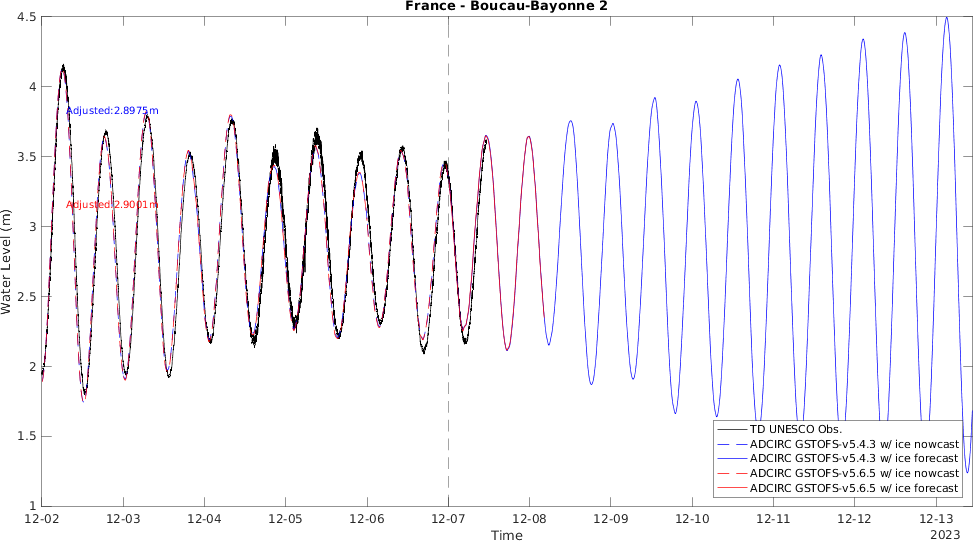 France - Boucau-Bayonne 2
4.5
4
3.5
3
2.5
2
1.5
1
Water Level (m)
Adjusted:2.8975m
Adjusted:2.9001m
TD UNESCO Obs.
ADCIRC GSTOFS-v5.4.3 w/ ice nowcast
ADCIRC GSTOFS-v5.4.3 w/ ice forecast
ADCIRC GSTOFS-v5.6.5 w/ ice nowcast
ADCIRC GSTOFS-v5.6.5 w/ ice forecast
12-02 12-03 12-04 12-05 12-06 12-07 12-08 12-09 12-10 12-11 12-12 12-13
Time
2023